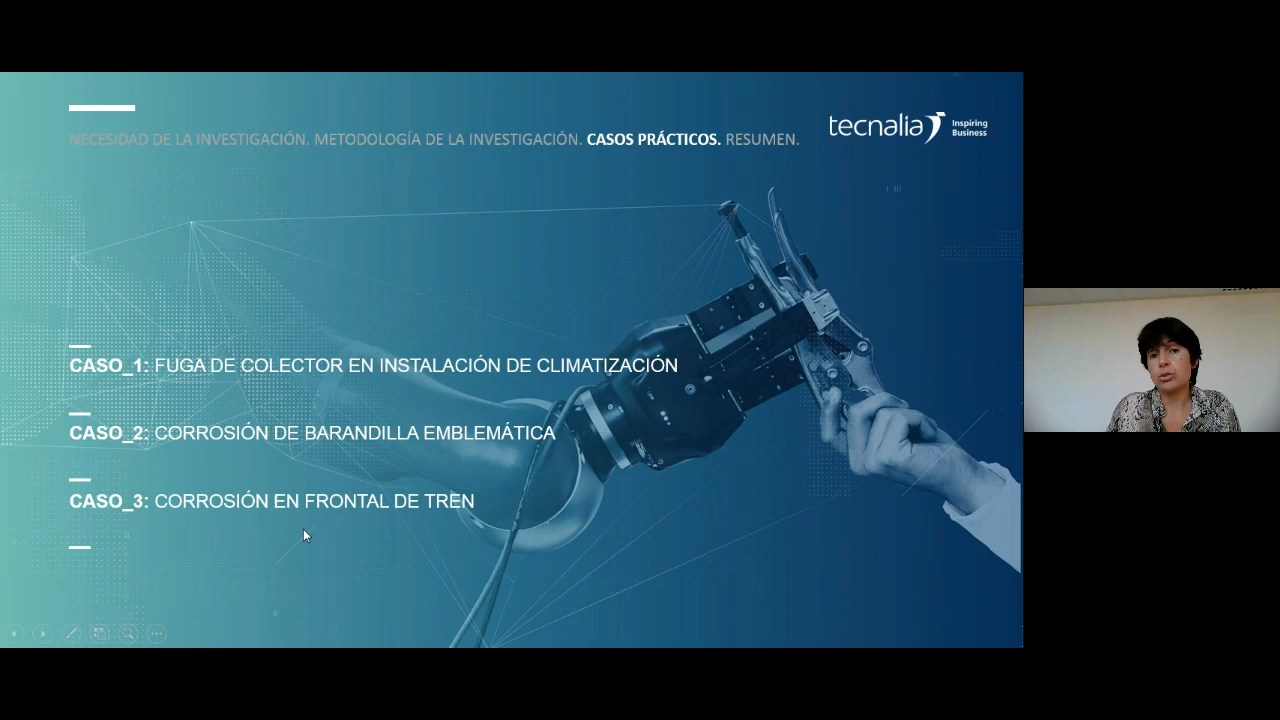 NECESIDAD DE LA INVESTIGACIÓN. METODOLOGÍA DE LA INVESTIGACIÓN. CASOS PRÁCTICOS. RESUMEN.
tecnalia Inspiring
Business
CASO_1: FUGA DE COLECTOR EN INSTALACIÓN DE CLIMATIZACIÓN
CASO_2: CORROSIÓN DE BARANDILLA EMBLEMÁTICA
CASO_3: CORROSIÓN EN FRONTAL DE TREN